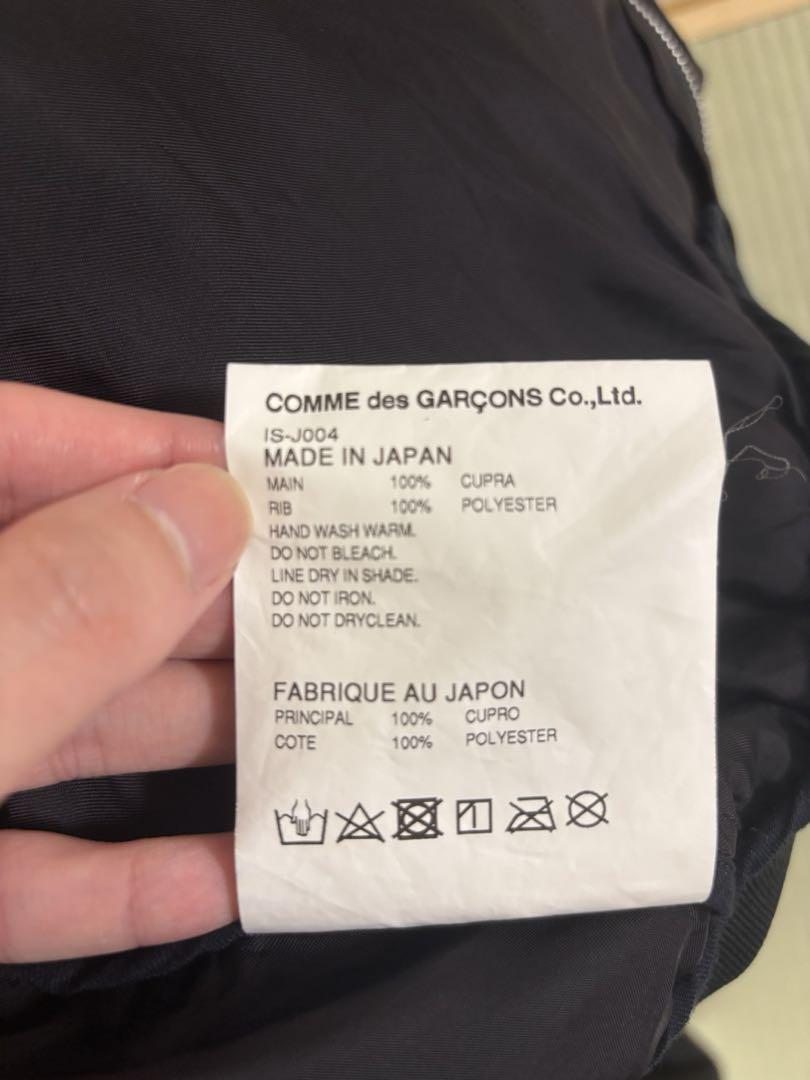 COMME des GARÇONS Co.,Ltd.
IS-J004
MADE IN JAPAN
MAIN 100% CUPRA
RIB 100% POLYESTER
HAND WASH WARM.
DO NOT BLEACH.
LINE DRY IN SHADE.
DO NOT IRON.
DO NOT DRYCLEAN.
FABRIQUE AU JAPON
PRINCIPAL 100% CUPRO
COTE 100% POLYESTER